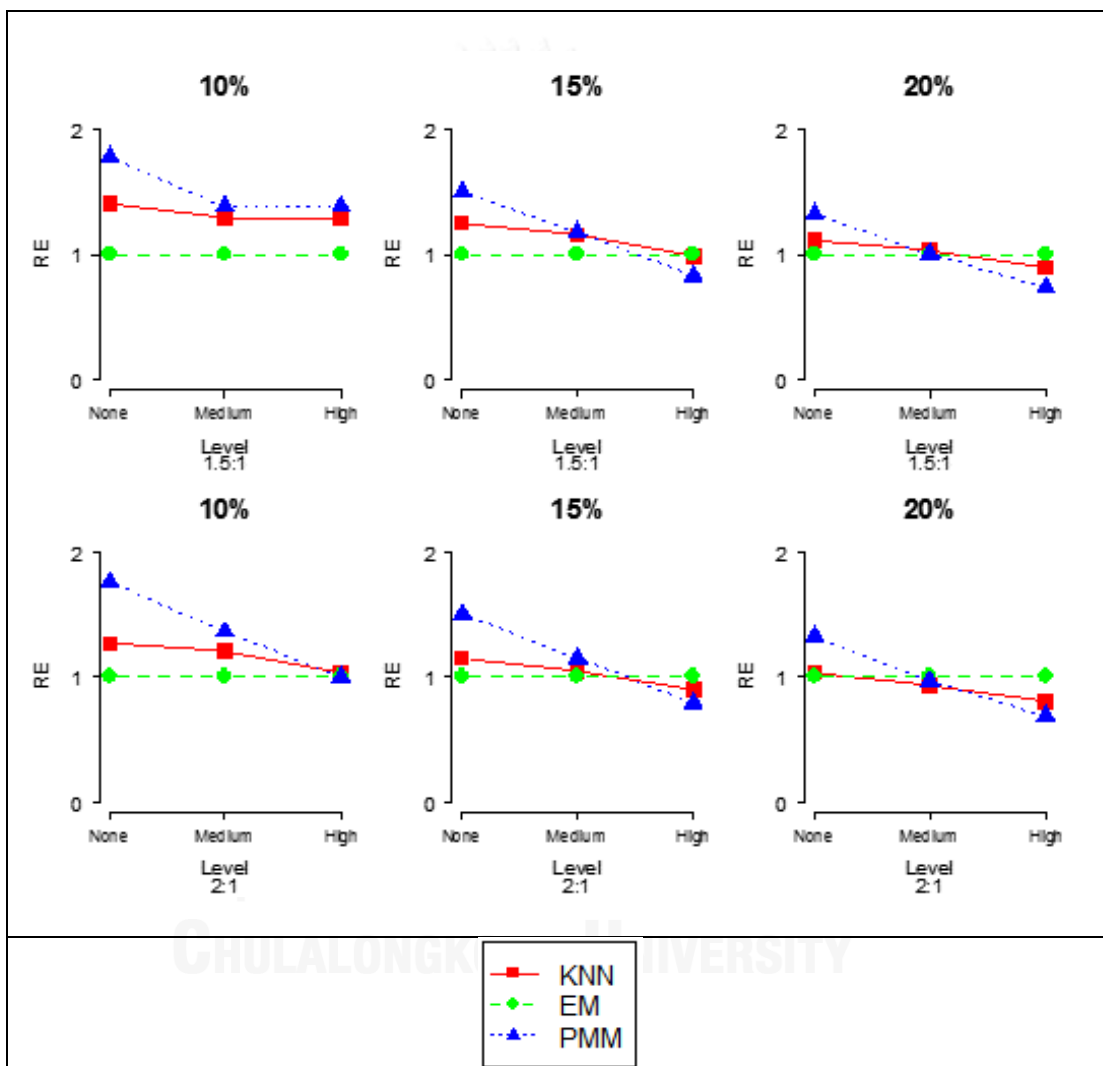 10% 15% 20%
2 2 2
RE RE RE
1 1 1
0 0 0
None Medium High None Medium High None Medium High
Level Level Level
1.5:1 1.5:1 1.5:1
10% 15% 20%
2 2 2
RE RE RE
1 1 1
0 0 0
None Medium High None Medium High None Medium High
Level Level Level
2:1 2:1 2:1
KNN
EM
PMM